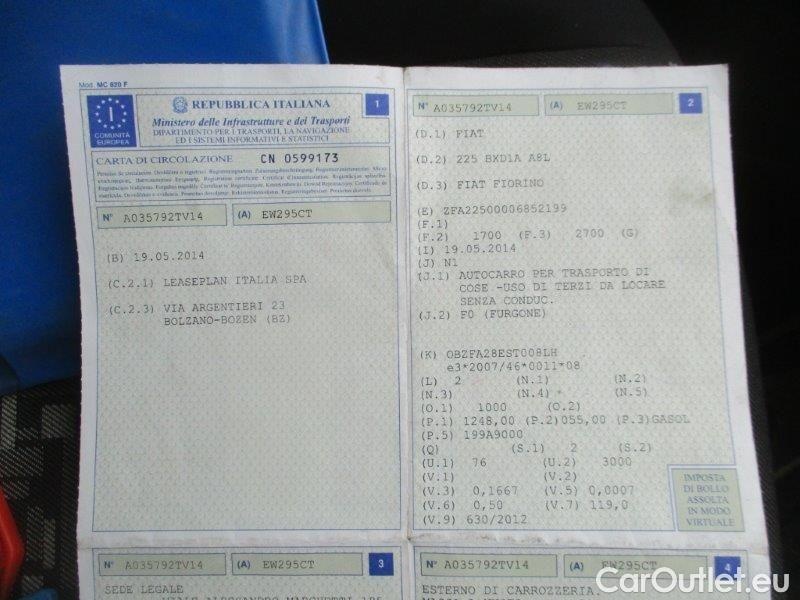 Mod. MC 820 F
I
COMUNITÀ
EUROPEA
REPUBBLICA ITALIANA
1
Ministero delle Infrastrutture e dei Trasporti
DIPARTIMENTO PER I TRASPORTI, LA NAVIGAZIONE
ED I SISTEMI INFORMATIVI E STATISTICI
CARTA DI CIRCOLAZIONE CN 0599173
N° A035792TV14 (A) EW295CT
(B) 19.05.2014
(C.2.1) LEASEPLAN ITALIA SPA
(C.2.3) VIA ARGENTIERI 23
BOLZANO-BOZEN (BZ)
N° A035792TV14 (A) EW295CT 2
(D.1) FIAT
(D.2) 225 BXD1A A8L
(D.3) FIAT FIORINO
(E) ZFA22500006852199
(F.1)
(F.2) 1700 (F.3) 2700 (G)
(I) 19.05.2014
(J) N1
(J.1) AUTOCARRO PER TRASPORTO DI
COSE -USO DI TERZI DA LOCARE
SENZA CONDUC.
(J.2) F0 (FURGONE)
(K) OBZFA28EST008LH
e3*2007/46*0011*08
(L) 2 (N.1) (N.2)
(N.3) (N.4) (N.5)
(O.1) 1000 (O.2)
(P.1) 1248,00 (P.2)055,00 (P.3)GASOL
(P.5) 199A9000
(Q) (S.1) 2 (S.2)
(U.1) 76 (U.2) 3000
(V.1) (V.2)
(V.3) 0,1667 (V.5) 0,0007
(V.6) 0,50 (V.7) 119,0
(V.9) 630/2012
IMPOSTA
DI BOLLO
ASSOLTA
IN MODO
VIRTUALE
N° A035792TV14 (A) EW295CT 3
SEDE LEGALE
N° A035792TV14 (A) EW295CT 4
ESTERNO DI CARROZZERIA.
CarOutlet.eu